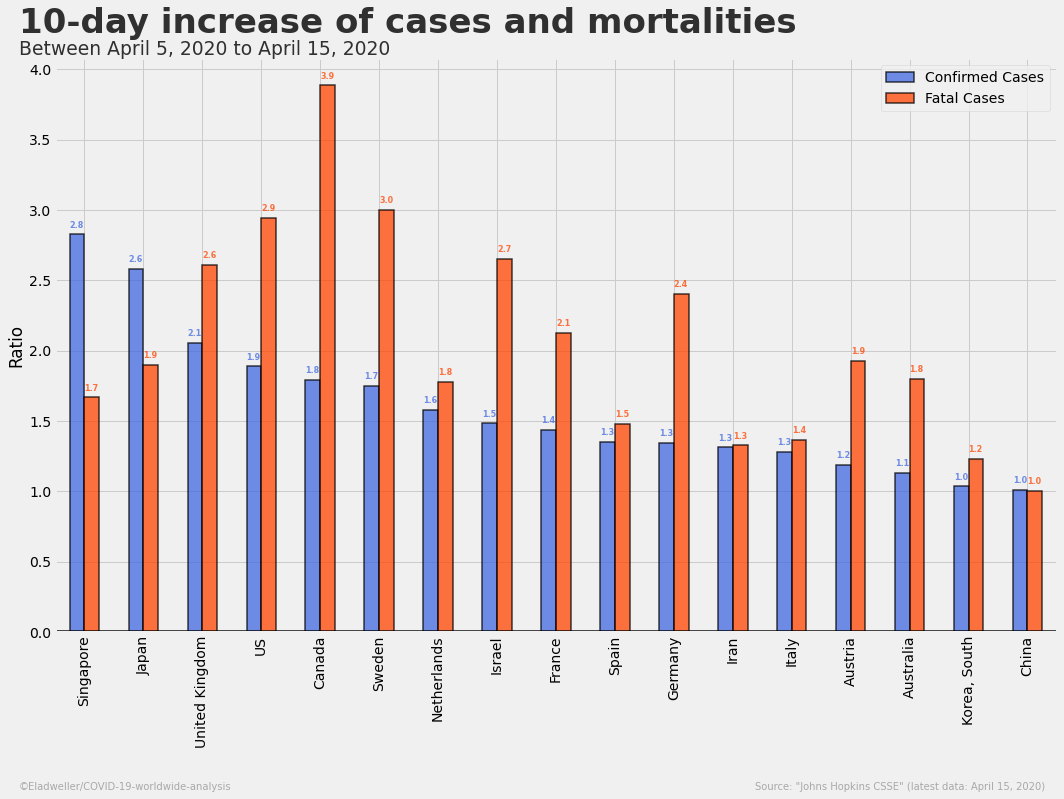 10-day increase of cases and mortalities
Between April 5, 2020 to April 15, 2020
Confirmed Cases
Fatal Cases
Ratio
4.0
3.5
3.0
2.5
2.0
1.5
1.0
0.5
0.0
2.8 1.7
2.6 1.9
2.1 2.6
1.9 2.9
1.8 3.9
1.7 3.0
1.6 1.8
1.5 2.7
1.4 2.1
1.3 1.5
1.3 2.4
1.3 1.3
1.3 1.4
1.2 1.9
1.1 1.8
1.0 1.2
1.0 1.0
Singapore
Japan
United Kingdom
US
Canada
Sweden
Netherlands
Israel
France
Spain
Germany
Iran
Italy
Austria
Australia
Korea, South
China
©Eladweller/COVID-19-worldwide-analysis
Source: "Johns Hopkins CSSE" (latest data: April 15, 2020)